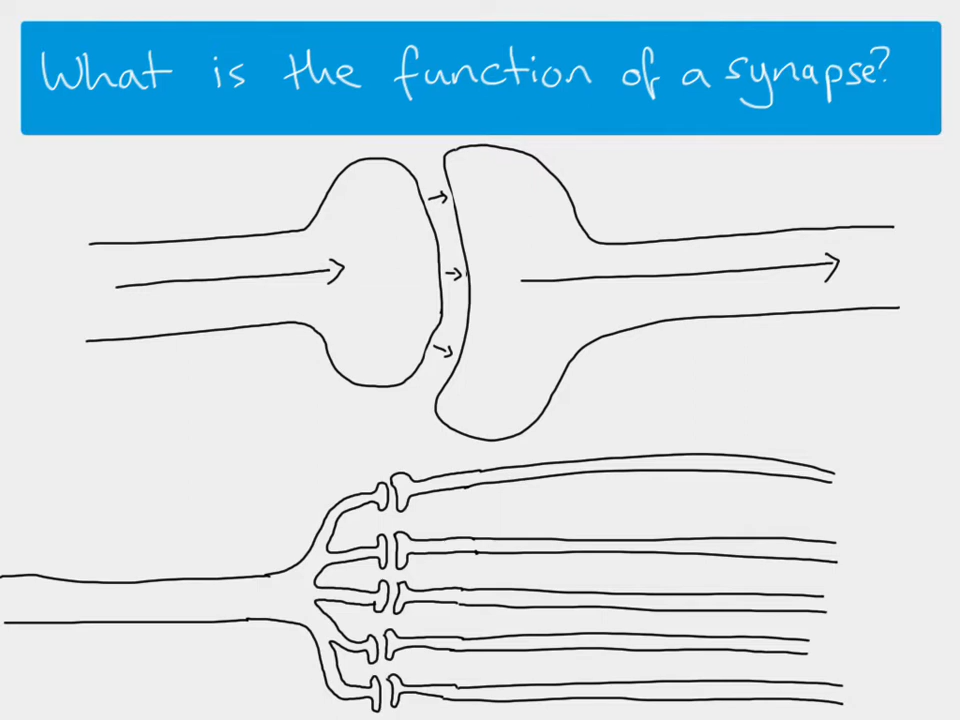 What is the function of a synapse?